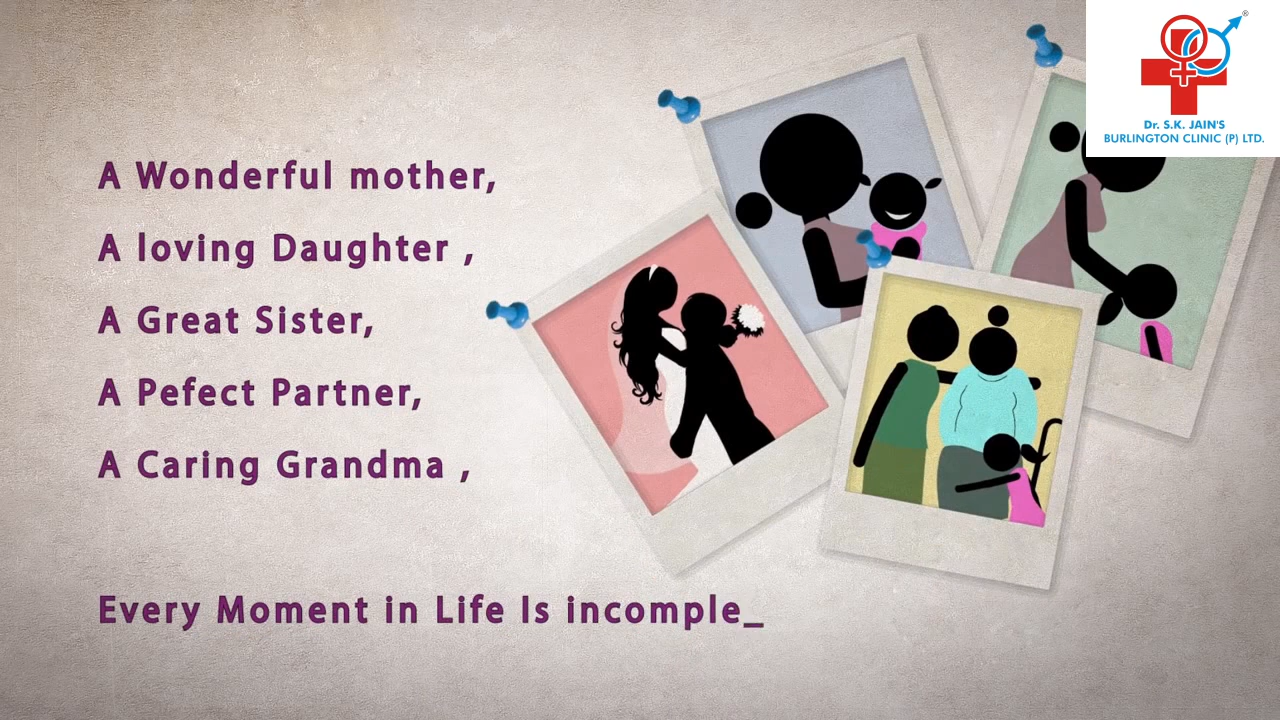 A Wonderful mother,
A loving Daughter ,
A Great Sister,
A Pefect Partner,
A Caring Grandma ,
Every Moment in Life Is incomple_
®
Dr. S.K. JAIN'S
BURLINGTON CLINIC (P) LTD.